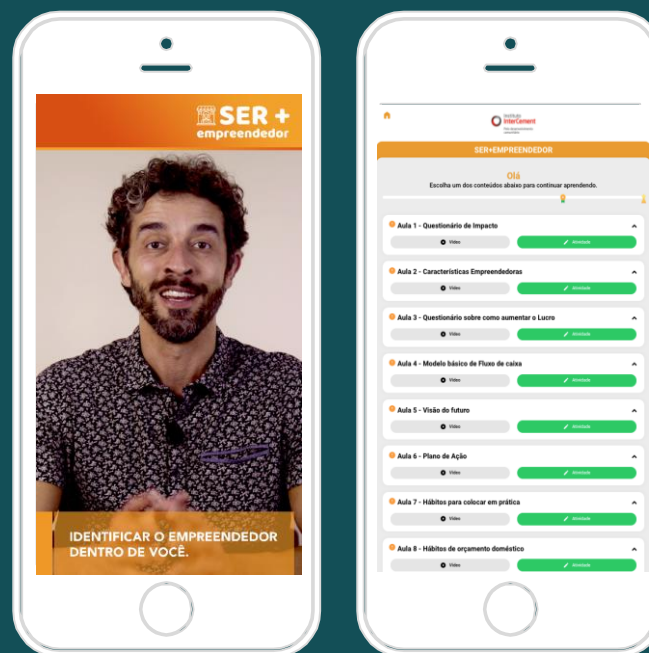 SER +
empreendedor
IDENTIFICAR O EMPREENDEDOR
DENTRO DE VOCÊ.
Instituto
InterCement
SER+EMPREENDEDOR
Olá
Escolha um dos conteúdos abaixo para continuar aprendendo.
Aula 1 - Questionário de Impacto
Vídeo
Atividade
Aula 2 - Características Empreendedoras
Vídeo
Atividade
Aula 3 - Questionário sobre como aumentar o Lucro
Vídeo
Atividade
Aula 4 - Modelo básico de Fluxo de caixa
Vídeo
Atividade
Aula 5 - Visão do futuro
Vídeo
Atividade
Aula 6 - Plano de Ação
Vídeo
Atividade
Aula 7 - Hábitos para colocar em prática
Vídeo
Atividade
Aula 8 - Hábitos de orçamento doméstico
Vídeo
Atividade